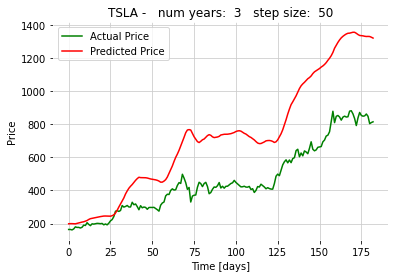 TSLA -   num years:  3   step size:  50
Actual Price
Predicted Price
1400
1200
1000
800
600
400
200
Price
0 25 50 75 100 125 150 175
Time [days]